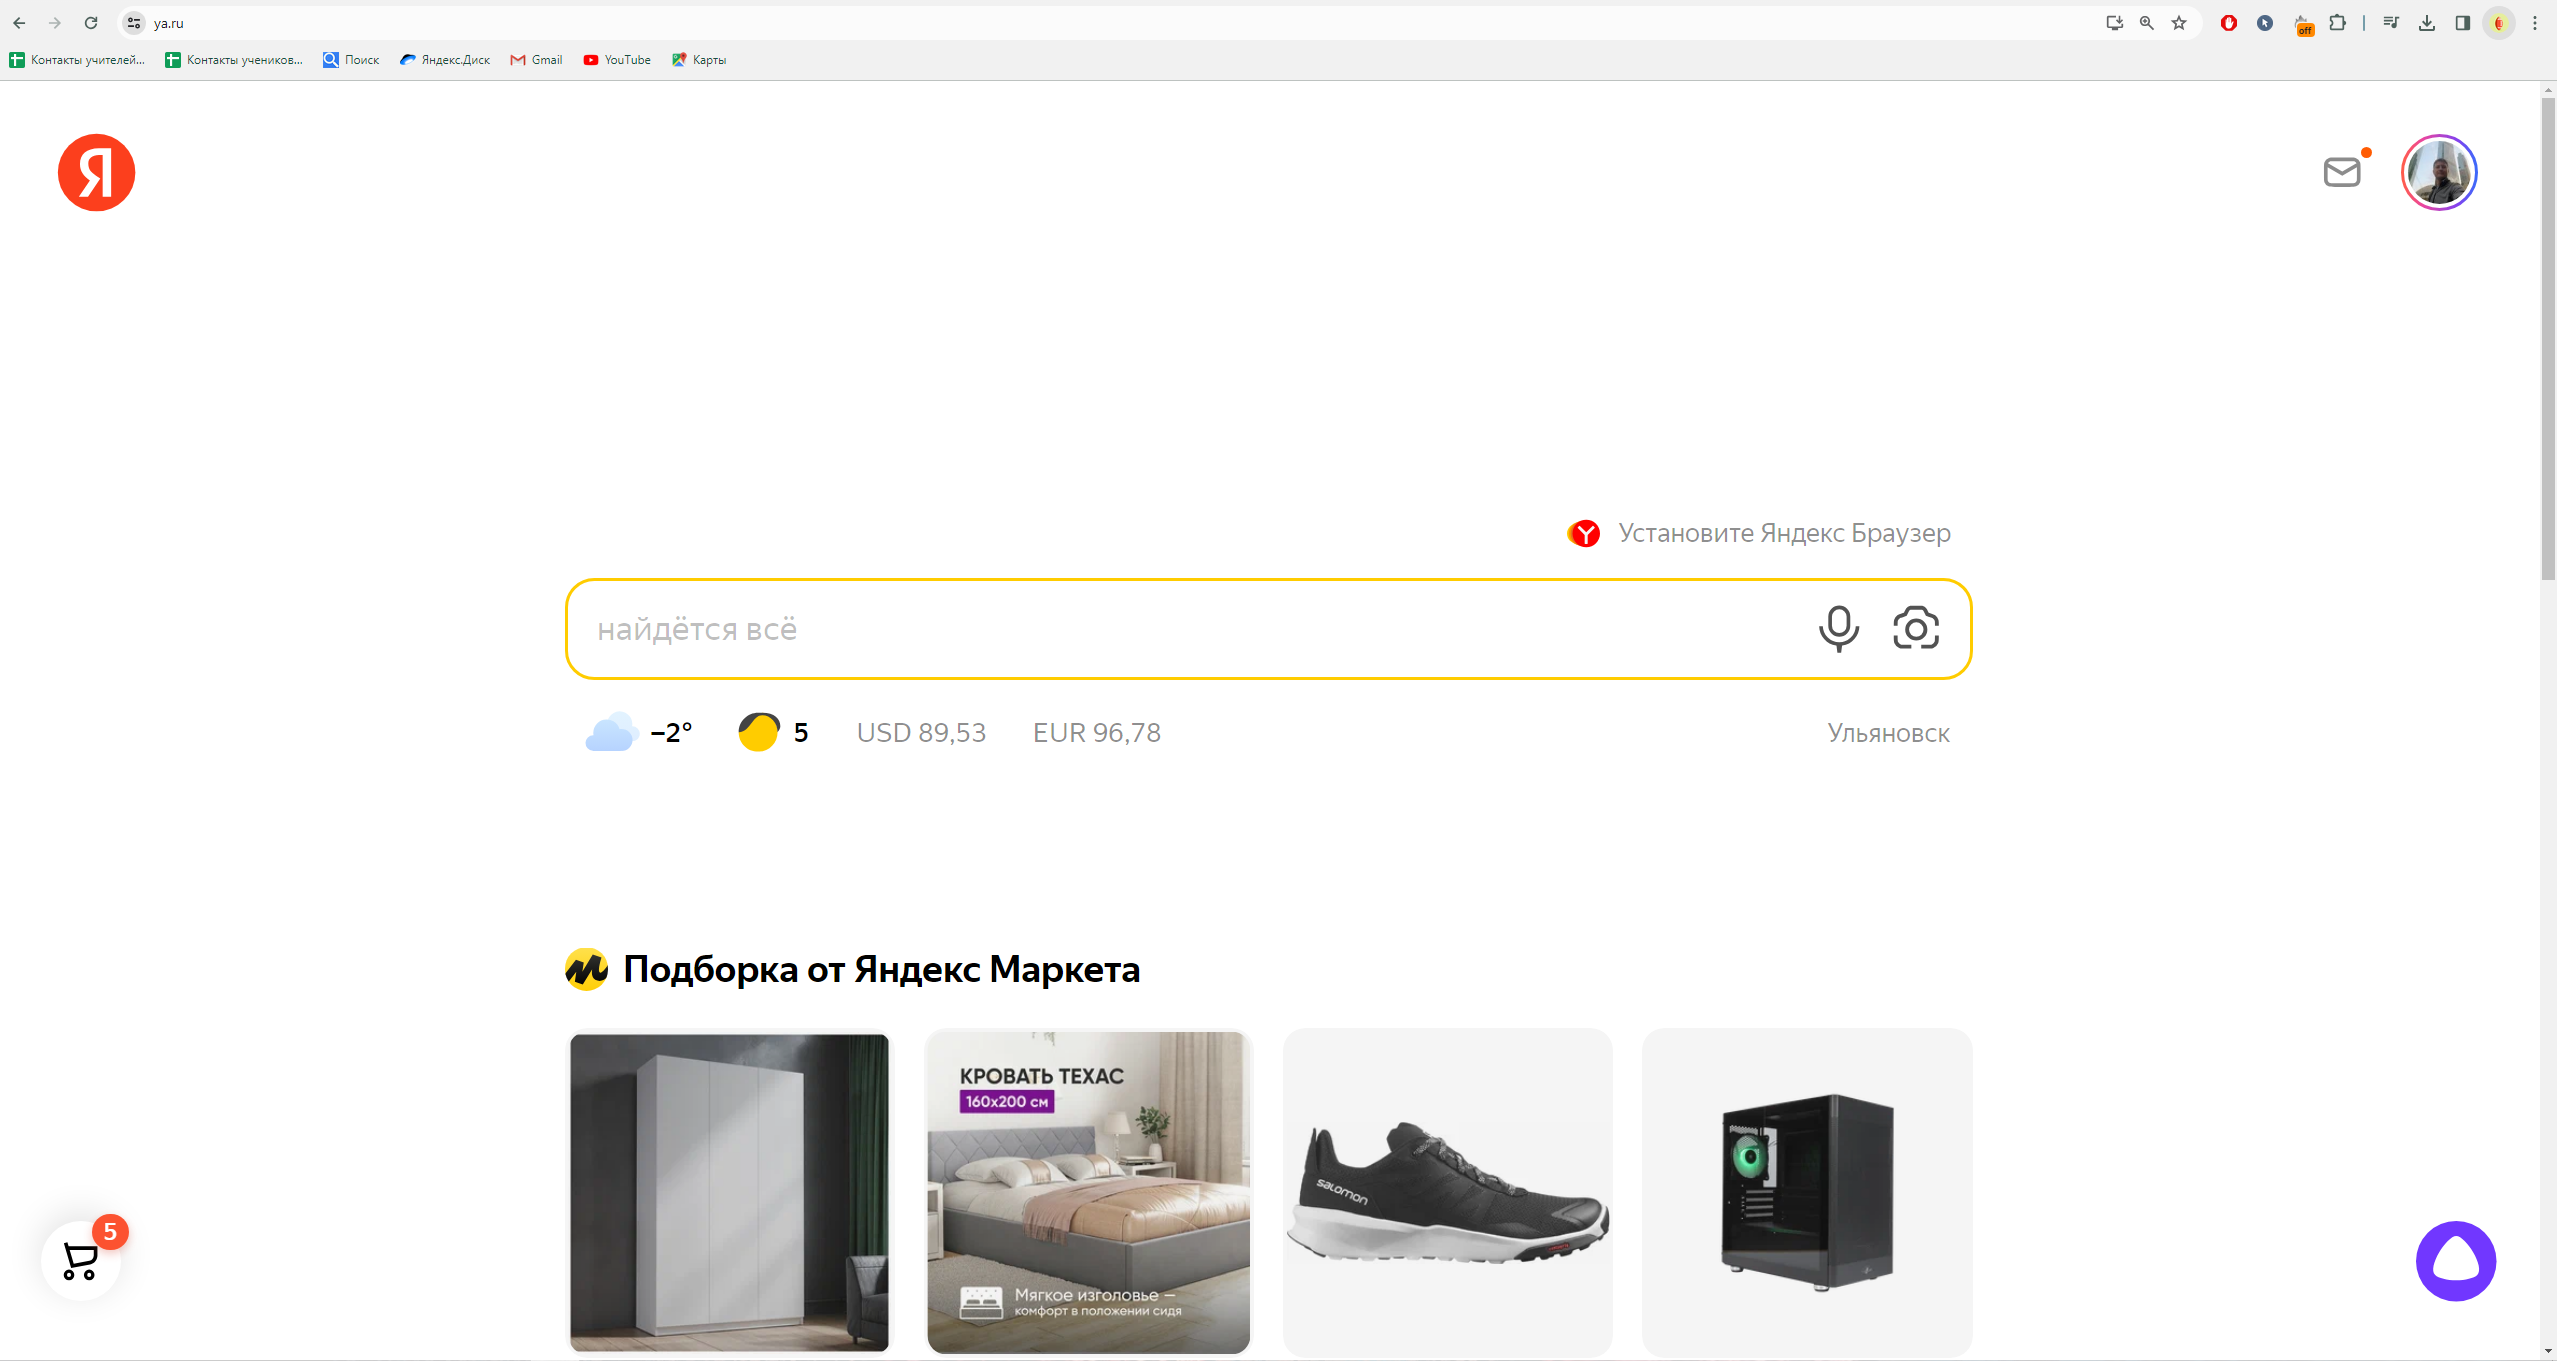 ya.ru
Контакты учителей...
Контакты учеников...
Поиск
Яндекс.Диск
Gmail
YouTube
Карты
off
Я
Установите Яндекс Браузер
найдётся всё
−2°
5
USD 89,53
EUR 96,78
Ульяновск
Подборка от Яндекс Маркета
КРОВАТЬ ТЕХАС
160x200 см
Мягкое изголовье —
комфорт в положении сидя
salomon
5